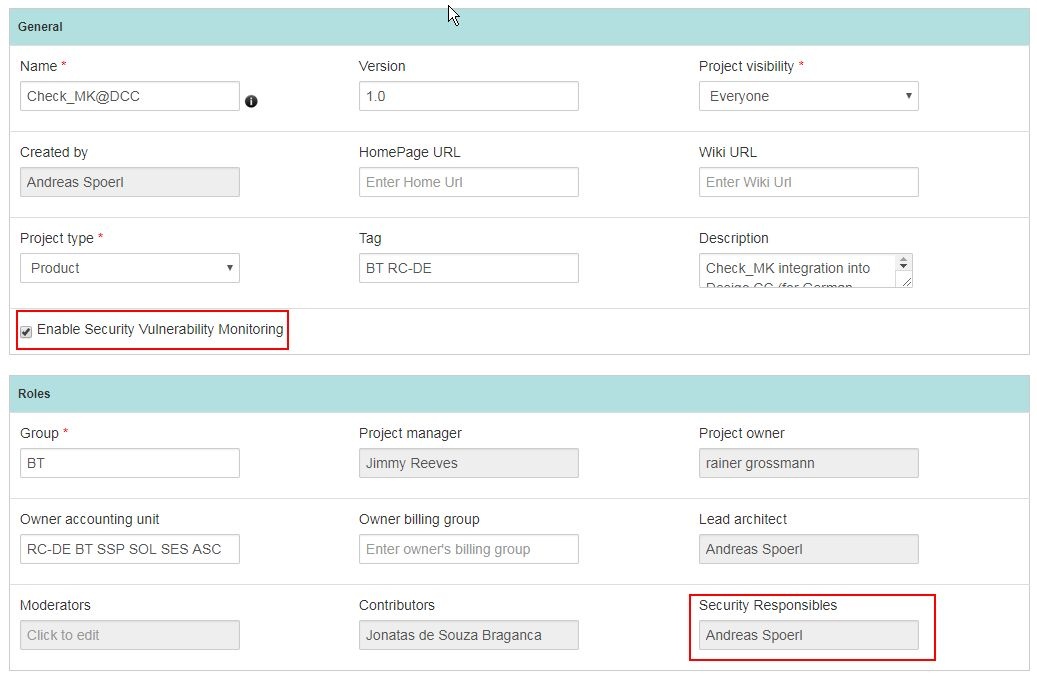 General
Name * Version Project visibility *
Check_MK@DCC 1.0 Everyone
Created by HomePage URL Wiki URL
Andreas Spoerl Enter Home Url Enter Wiki Url
Project type * Tag Description
Product BT RC-DE Check_MK integration into
Desigo CC (for German
Enable Security Vulnerability Monitoring
Roles
Group * Project manager Project owner
BT Jimmy Reeves rainer grossmann
Owner accounting unit Owner billing group Lead architect
RC-DE BT SSP SOL SES ASC Enter owner's billing group Andreas Spoerl
Moderators Contributors Security Responsibles
Click to edit Jonatas de Souza Braganca Andreas Spoerl